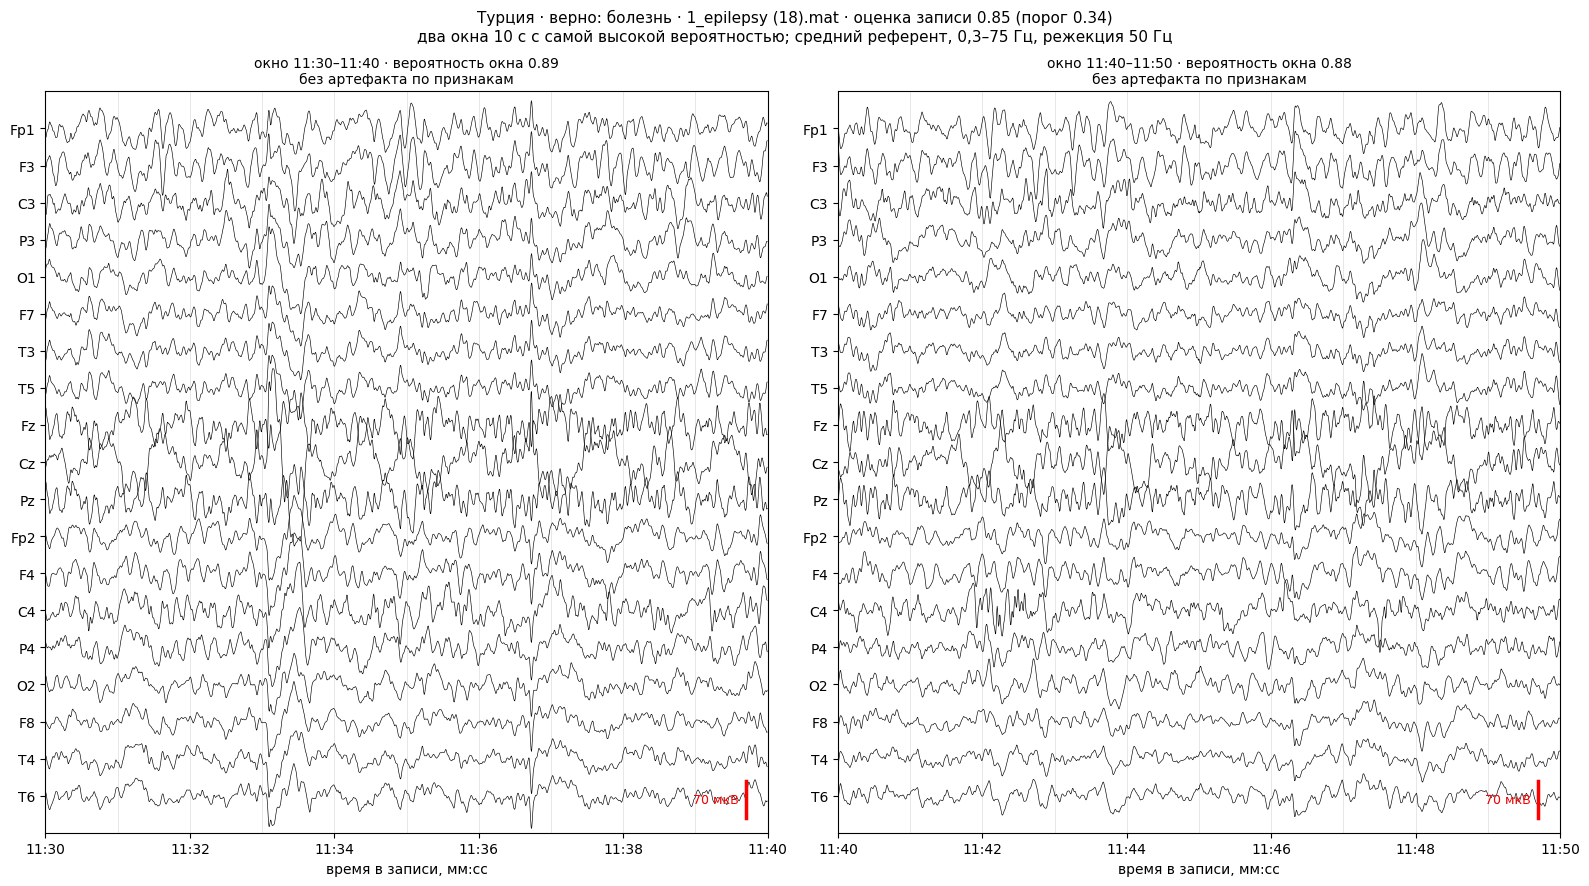 Турция · верно: болезнь · 1_epilepsy (18).mat · оценка записи 0.85 (порог 0.34)
два окна 10 с с самой высокой вероятностью; средний референт, 0,3–75 Гц, режекция 50 Гц
окно 11:30–11:40 · вероятность окна 0.89
без артефакта по признакам
Fp1
F3
C3
P3
O1
F7
T3
T5
Fz
Cz
Pz
Fp2
F4
C4
P4
O2
F8
T4
T6
70 мкВ
11:30 11:32 11:34 11:36 11:38 11:40
время в записи, мм:сс
окно 11:40–11:50 · вероятность окна 0.88
без артефакта по признакам
Fp1
F3
C3
P3
O1
F7
T3
T5
Fz
Cz
Pz
Fp2
F4
C4
P4
O2
F8
T4
T6
70 мкВ
11:40 11:42 11:44 11:46 11:48 11:50
время в записи, мм:сс